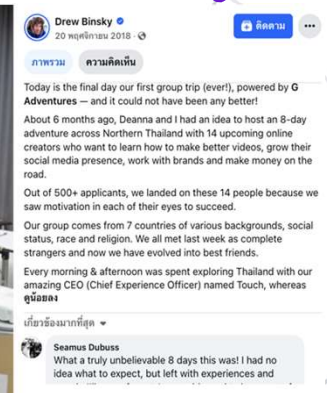 Drew Binsky
20 พฤศจิกายน 2018 ·
ติดตาม
ภาพรวม
ความคิดเห็น
Today is the final day our first group trip (ever!), powered by G
Adventures — and it could not have been any better!
About 6 months ago, Deanna and I had an idea to host an 8-day
adventure across Northern Thailand with 14 upcoming online
creators who want to learn how to make better videos, grow their
social media presence, work with brands and make money on the
road.
Out of 500+ applicants, we landed on these 14 people because we
saw motivation in each of their eyes to succeed.
Our group comes from 7 countries of various backgrounds, social
status, race and religion. We all met last week as complete
strangers and now we have evolved into best friends.
Every morning & afternoon was spent exploring Thailand with our
amazing CEO (Chief Experience Officer) named Touch, whereas
ดูน้อยลง
เกี่ยวข้องมากที่สุด
Seamus Dubuss
What a truly unbelievable 8 days this was! I had no
idea what to expect, but left with experiences and